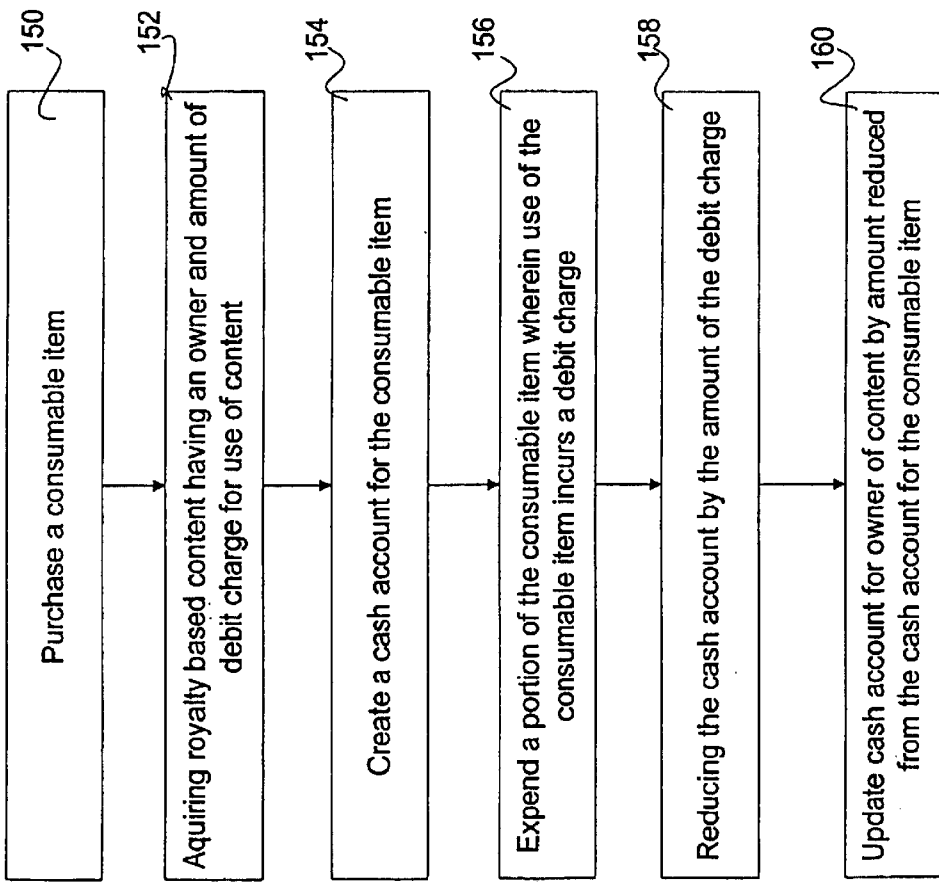 150
Purchase a consumable item
152
Aquiring royalty based content having an owner and amount of
debit charge for use of content
154
Create a cash account for the consumable item
156
Expend a portion of the consumable item wherein use of the
consumable item incurs a debit charge
158
Reducing the cash account by the amount of the debit charge
160
Update cash account for owner of content by amount reduced
from the cash account for the consumable item